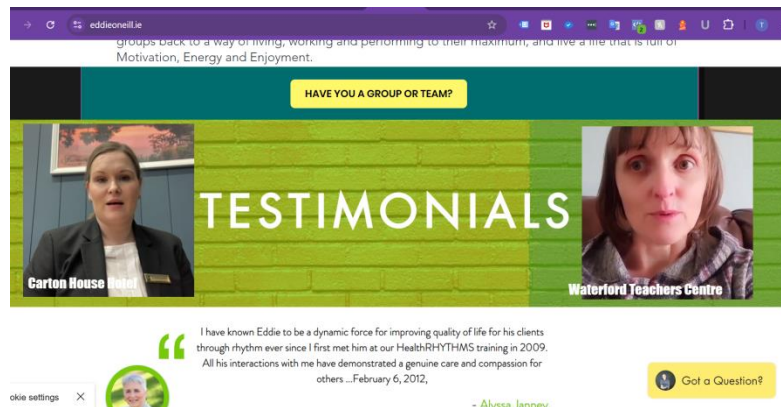 eddieoneill.ie
groups back to a way of living, working and performing to their maximum, and live a life that is full of
Motivation, Energy and Enjoyment.
HAVE YOU A GROUP OR TEAM?
TESTIMONIALS
Carton House Hotel
Waterford Teachers Centre
I have known Eddie to be a dynamic force for improving quality of life for his clients
through rhythm ever since I first met him at our HealthRHYTHMS training in 2009.
All his interactions with me have demonstrated a genuine care and compassion for
others ...February 6, 2012,
- Alyssa Janney
okie settings X
Got a Question?